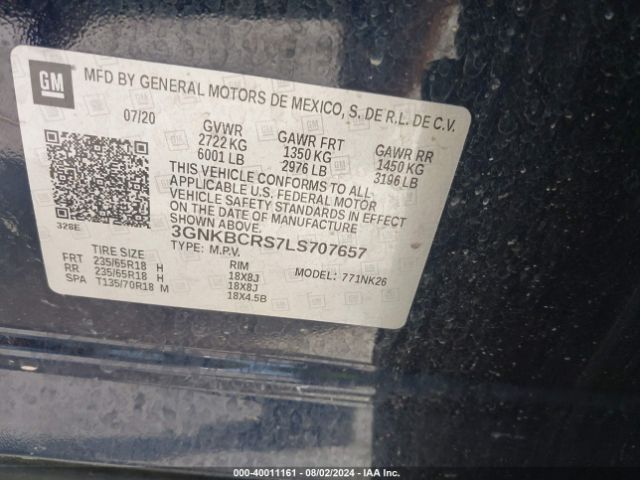 GM
MFD BY GENERAL MOTORS DE MEXICO, S. DE R.L. DE C.V.
07/20
GVWR GAWR FRT GAWR RR
2722 KG 1350 KG 1450 KG
6001 LB 2976 LB 3196 LB
THIS VEHICLE CONFORMS TO ALL
APPLICABLE U.S. FEDERAL MOTOR
VEHICLE SAFETY STANDARDS IN EFFECT
ON THE DATE OF MANUFACTURE
SHOWN ABOVE.
328E
3GNKBCRS7LS707657
TYPE: M.P.V. MODEL: 771NK26
TIRE SIZE RIM
FRT 235/65R18 H 18X8J
RR 235/65R18 H 18X8J
SPA T135/70R18 M 18X4.5B
000-40011161 - 08/02/2024 - IAA Inc.